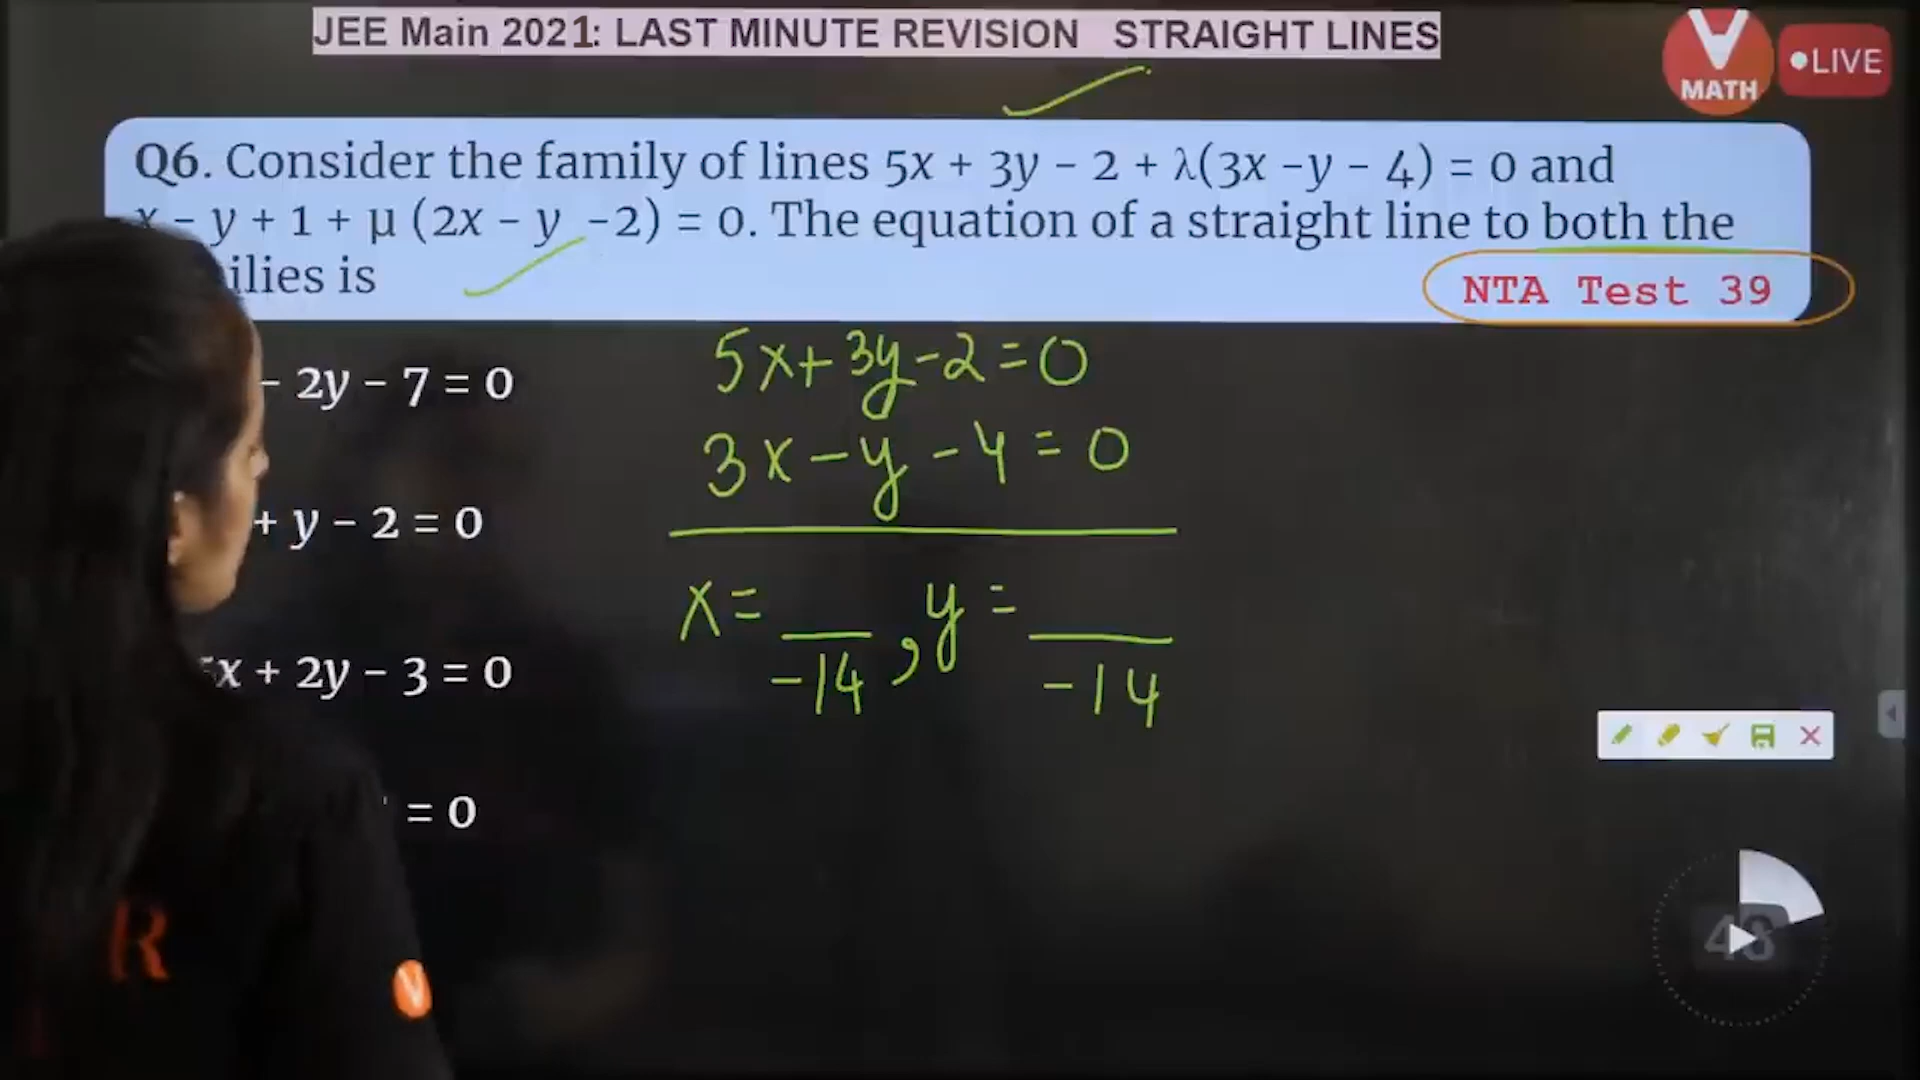 JEE Main 2021: LAST MINUTE REVISION STRAIGHT LINES
V
MATH
LIVE
Q6. Consider the family of lines 5x + 3y − 2 + λ(3x −y − 4) = 0 and
x − y + 1 + µ (2x − y −2) = 0. The equation of a straight line to both the
ilies is
NTA Test 39
− 2y − 7 = 0
+ y − 2 = 0
5x + 2y − 3 = 0
= 0
5x+3y-2=0
3x-y-4=0
x= /-14 , y= /-14
R
V
48